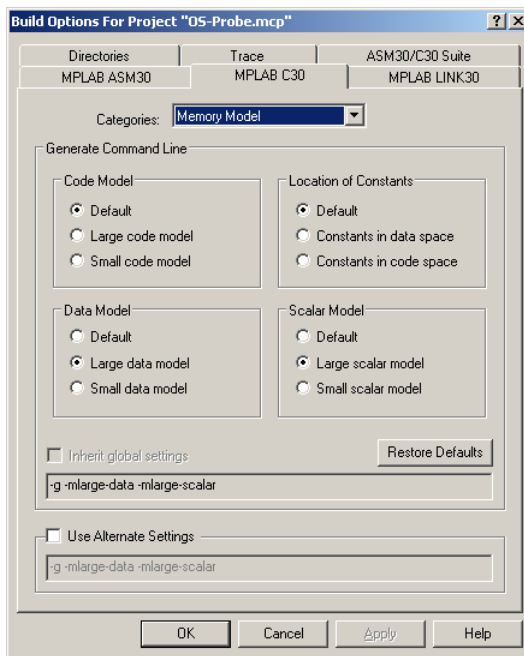 Build Options For Project "OS-Probe.mcp"
Directories Trace ASM30/C30 Suite
MPLAB ASM30 MPLAB C30 MPLAB LINK30
Categories: Memory Model
Generate Command Line
Code Model
Default
Large code model
Small code model
Location of Constants
Default
Constants in data space
Constants in code space
Data Model
Default
Large data model
Small data model
Scalar Model
Default
Large scalar model
Small scalar model
Inherit global settings
Restore Defaults
-g -mlarge-data -mlarge-scalar
Use Alternate Settings
-g -mlarge-data -mlarge-scalar
OK Cancel Apply Help